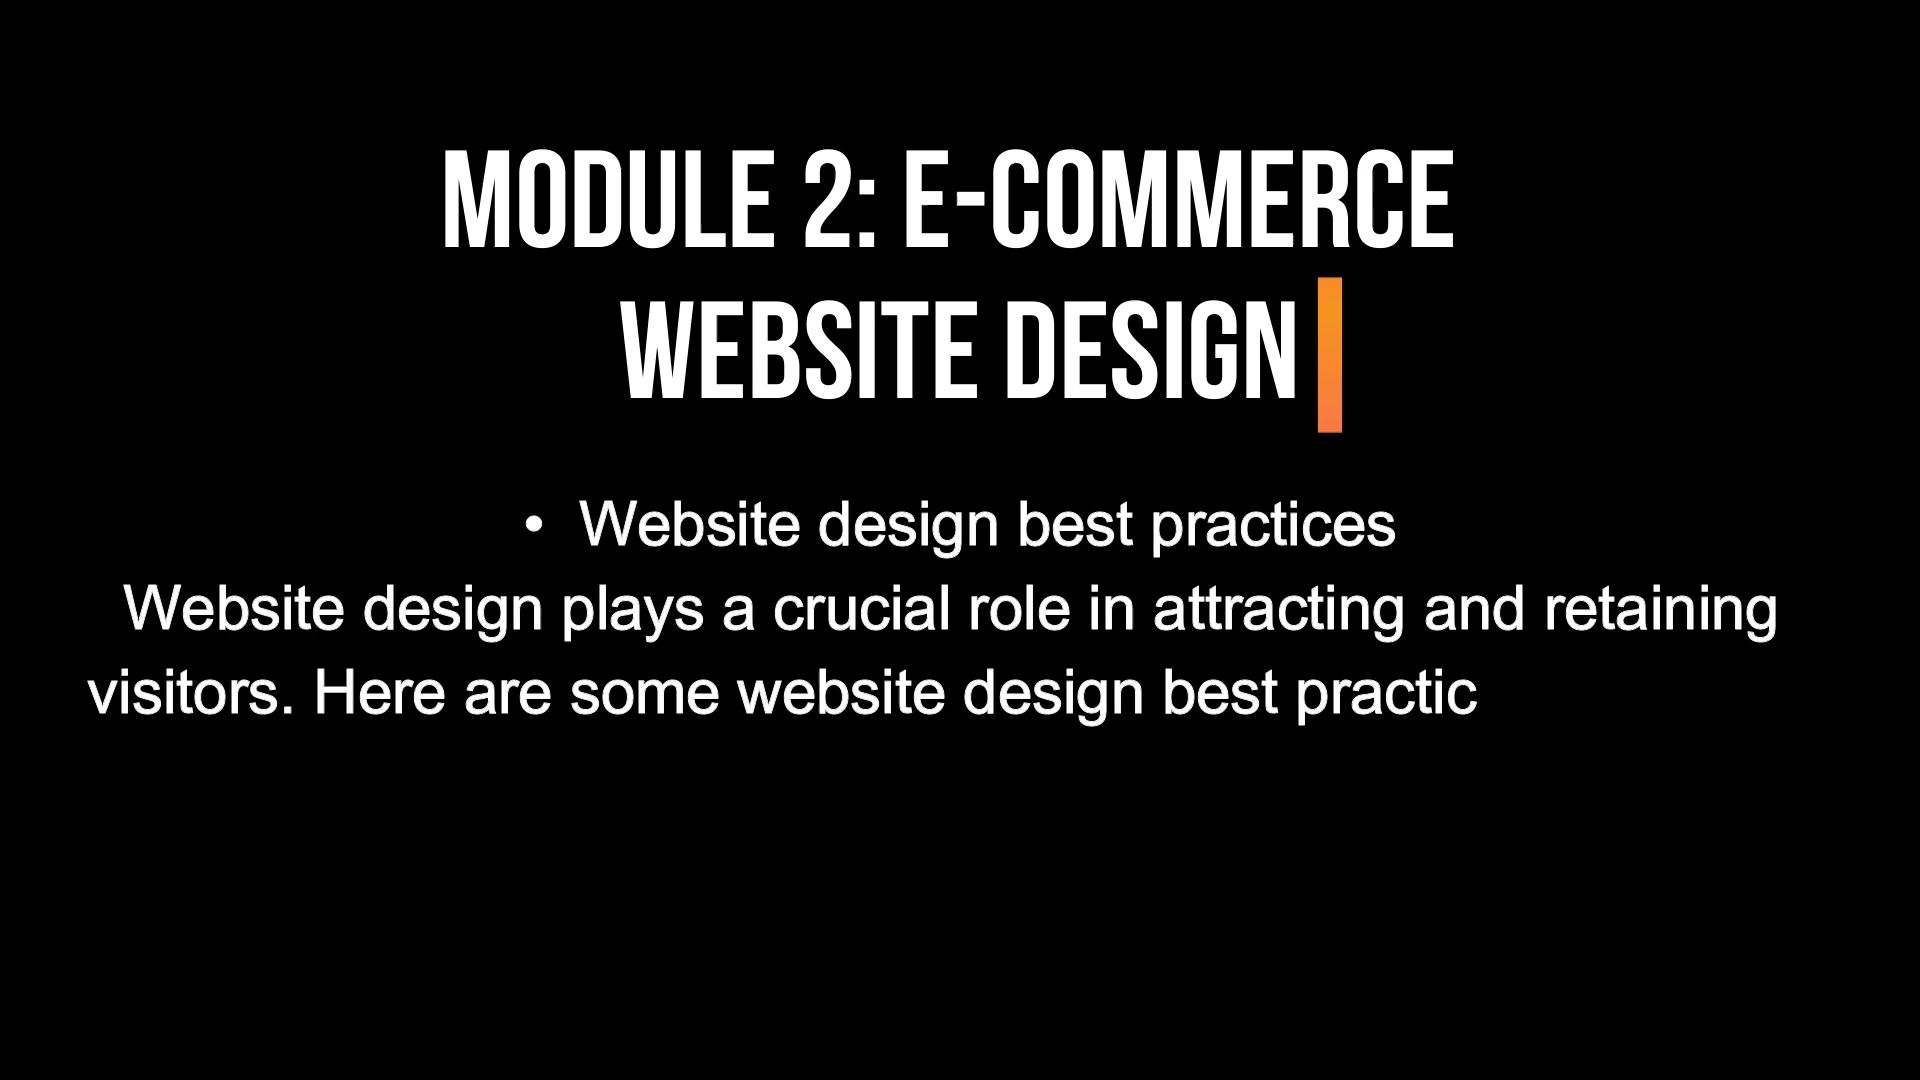 MODULE 2: E-COMMERCE
WEBSITE DESIGN
• Website design best practices
Website design plays a crucial role in attracting and retaining
visitors. Here are some website design best practic